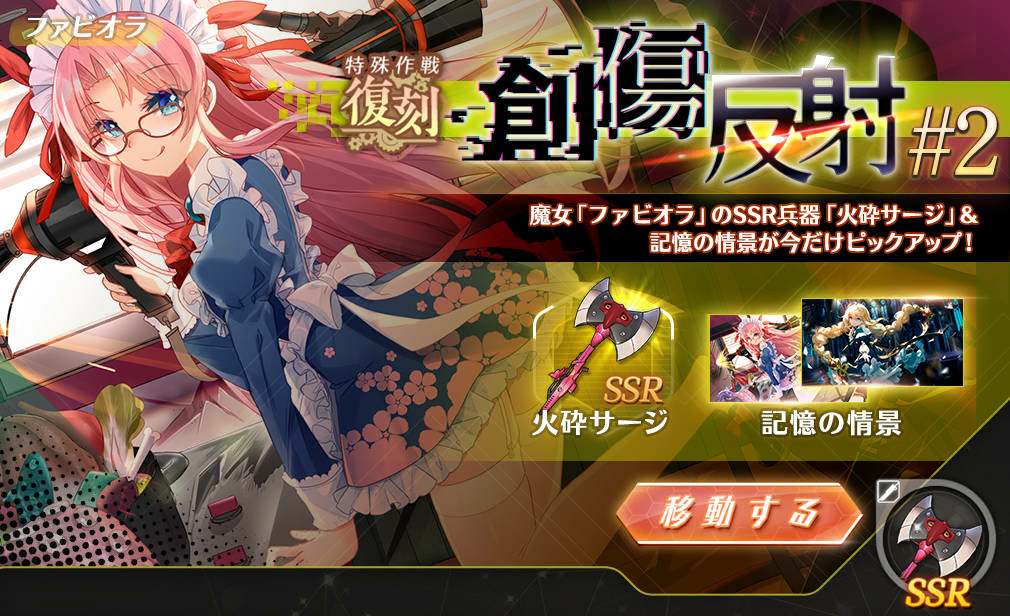 ファビオラ
特殊作戦
復刻
創傷反射 #2
魔女「ファビオラ」のSSR兵器「火砕サージ」&
記憶の情景が今だけピックアップ!
SSR
火砕サージ
記憶の情景
移動する
SSR